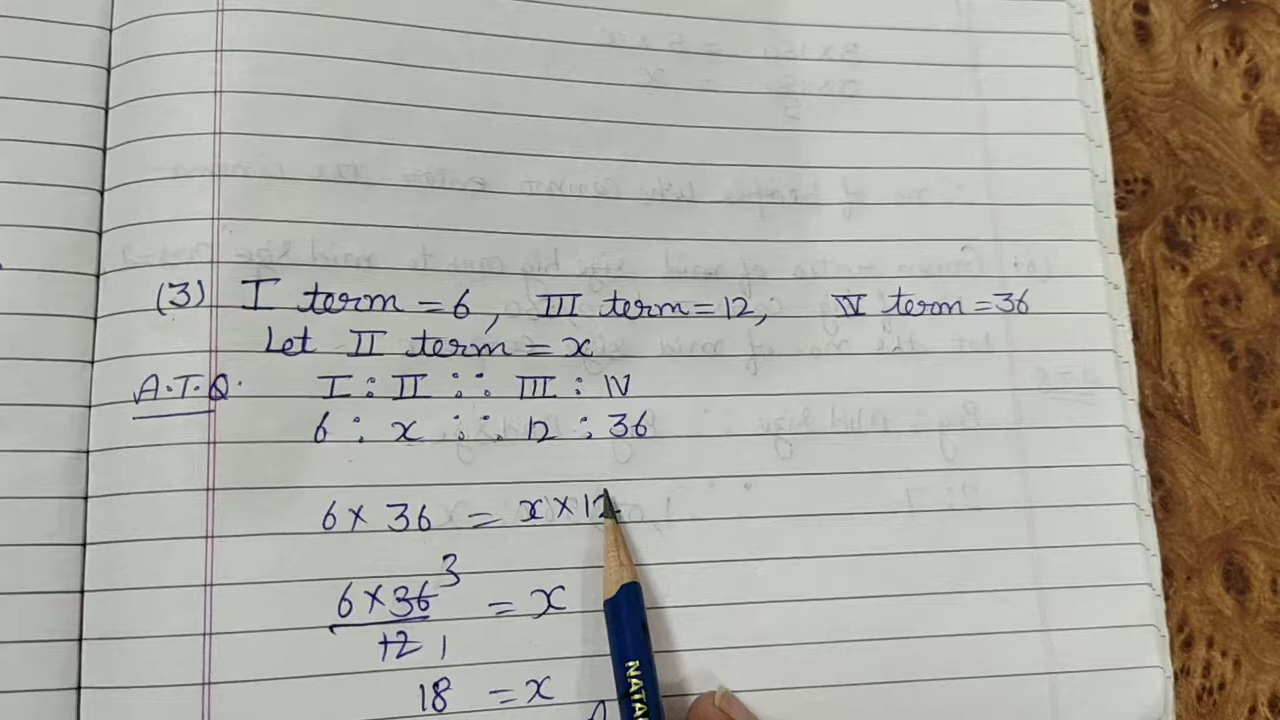 (3) I term = 6, III term = 12, IV term = 36
Let II term = x
A.T.Q. I : II :: III : IV
6 : x :: 12 : 36
6 × 36 = x × 12
6 × 36 3 = x
12 1
18 = x
NATA